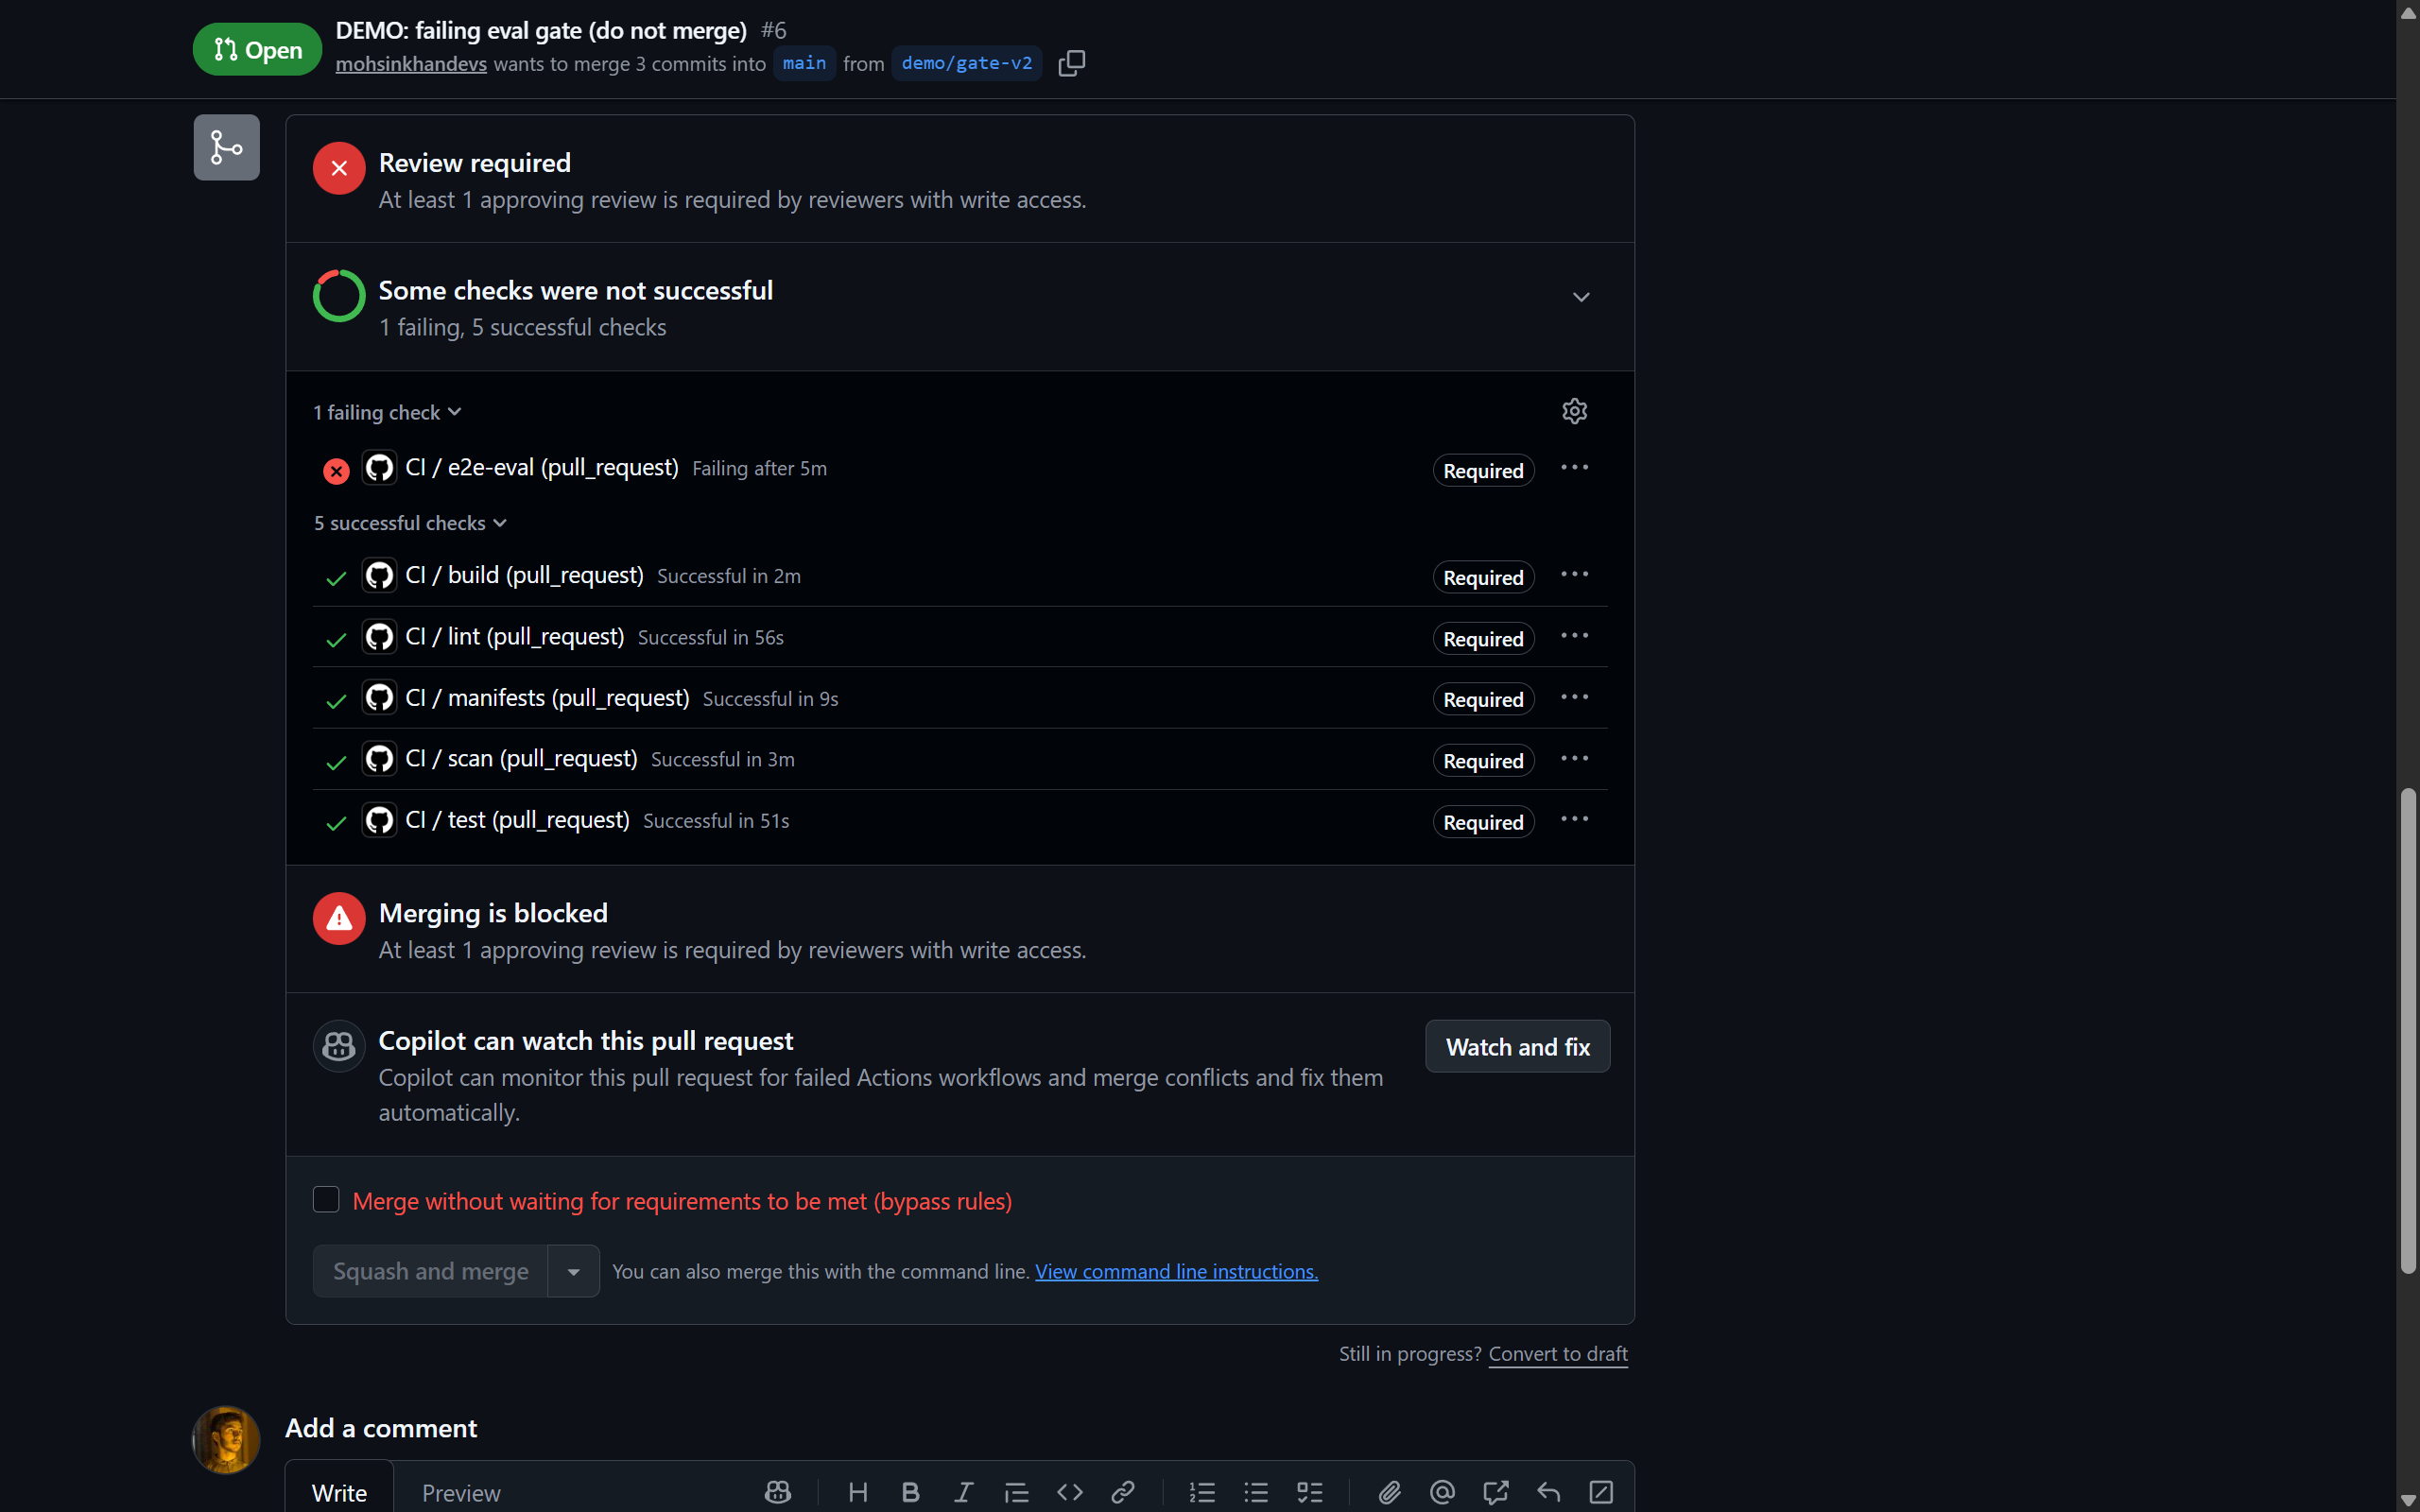 Open
DEMO: failing eval gate (do not merge) #6
mohsinkhandevs wants to merge 3 commits into main from demo/gate-v2
Review required
At least 1 approving review is required by reviewers with write access.
Some checks were not successful
1 failing, 5 successful checks
1 failing check
CI / e2e-eval (pull_request) Failing after 5m Required
5 successful checks
CI / build (pull_request) Successful in 2m Required
CI / lint (pull_request) Successful in 56s Required
CI / manifests (pull_request) Successful in 9s Required
CI / scan (pull_request) Successful in 3m Required
CI / test (pull_request) Successful in 51s Required
Merging is blocked
At least 1 approving review is required by reviewers with write access.
Copilot can watch this pull request
Copilot can monitor this pull request for failed Actions workflows and merge conflicts and fix them
automatically.
Watch and fix
Merge without waiting for requirements to be met (bypass rules)
Squash and merge You can also merge this with the command line. View command line instructions.
Still in progress? Convert to draft
Add a comment
Write Preview